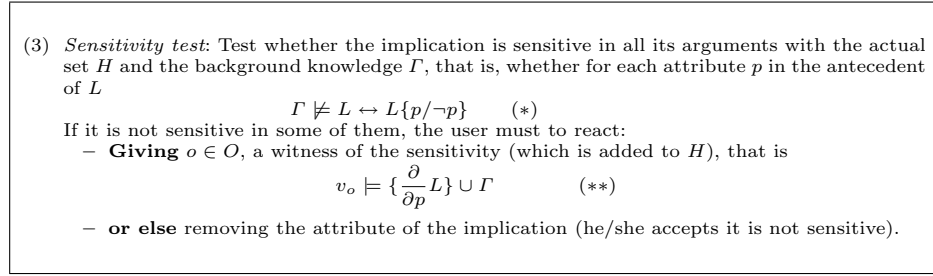 (3) Sensitivity test: Test whether the implication is sensitive in all its arguments with the actual
set H and the background knowledge Γ, that is, whether for each attribute p in the antecedent
of L
Γ ⊭ L ↔ L{p/¬p} (∗)
If it is not sensitive in some of them, the user must to react:
– Giving o ∈ O, a witness of the sensitivity (which is added to H), that is
v_o ⊨ {∂/∂p L} ∪ Γ (∗∗)
– or else removing the attribute of the implication (he/she accepts it is not sensitive).